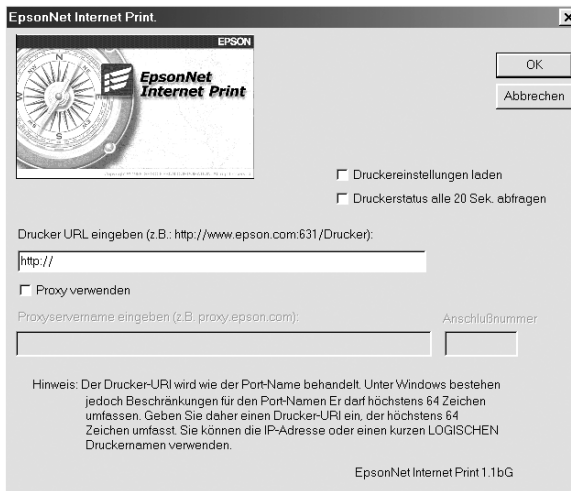 EpsonNet Internet Print.
EPSON
EpsonNet
Internet Print
N
S
OK
Abbrechen
Druckereinstellungen laden
Druckerstatus alle 20 Sek. abfragen
Drucker URL eingeben (z.B.: http://www.epson.com:631/Drucker):
http://
Proxy verwenden
Proxyservername eingeben (z.B. proxy.epson.com):
Anschlußnummer
Hinweis: Der Drucker-URI wird wie der Port-Name behandelt. Unter Windows bestehen
jedoch Beschränkungen für den Port-Namen Er darf höchstens 64 Zeichen
umfassen. Geben Sie daher einen Drucker-URI ein, der höchstens 64
Zeichen umfasst. Sie können die IP-Adresse oder einen kurzen LOGISCHEN
Druckernamen verwenden.
EpsonNet Internet Print 1.1bG